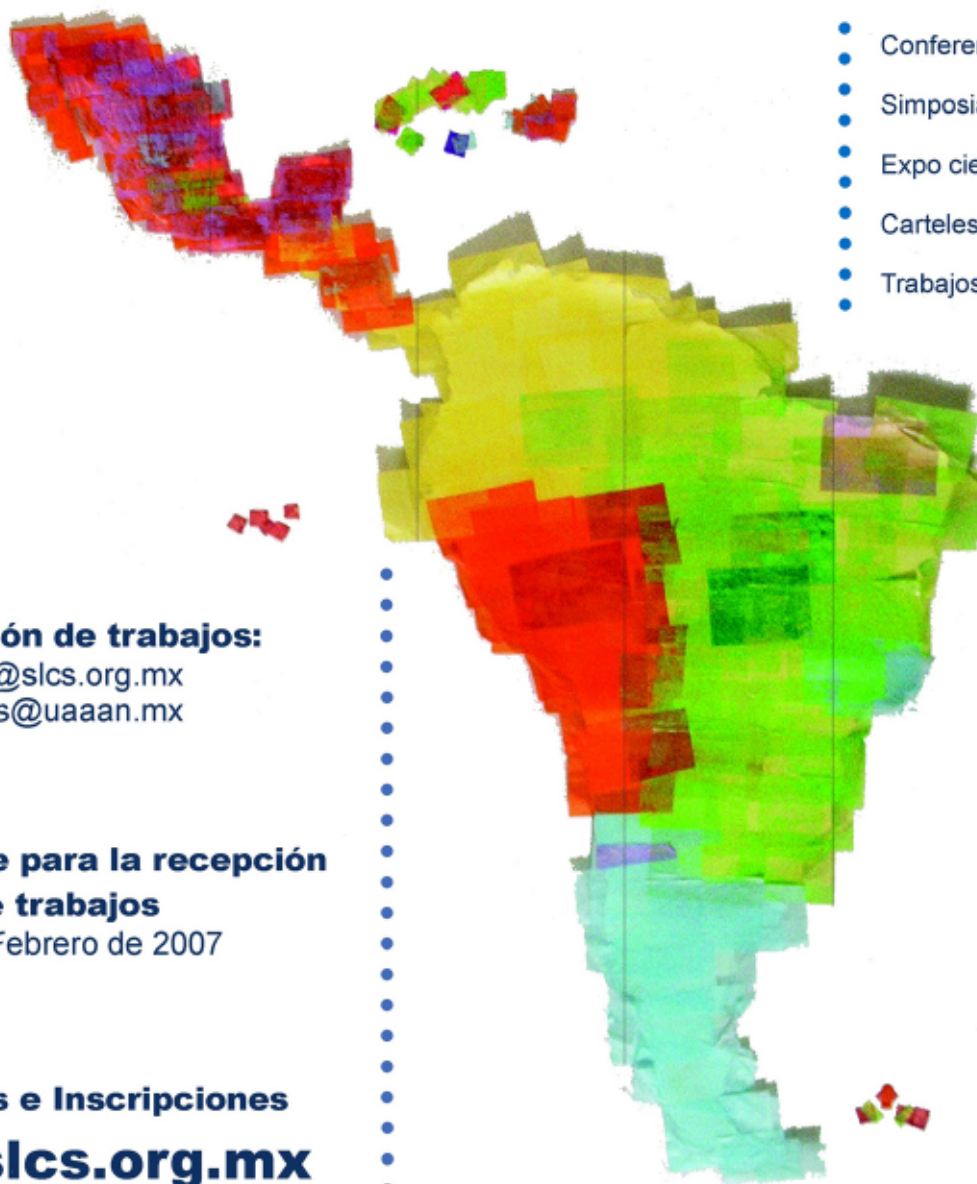 Conferen
Simposia
Expo cie
Carteles
Trabajos
ón de trabajos:
@slcs.org.mx
s@uaaan.mx
e para la recepción
e trabajos
Febrero de 2007
s e Inscripciones
slcs.org.mx